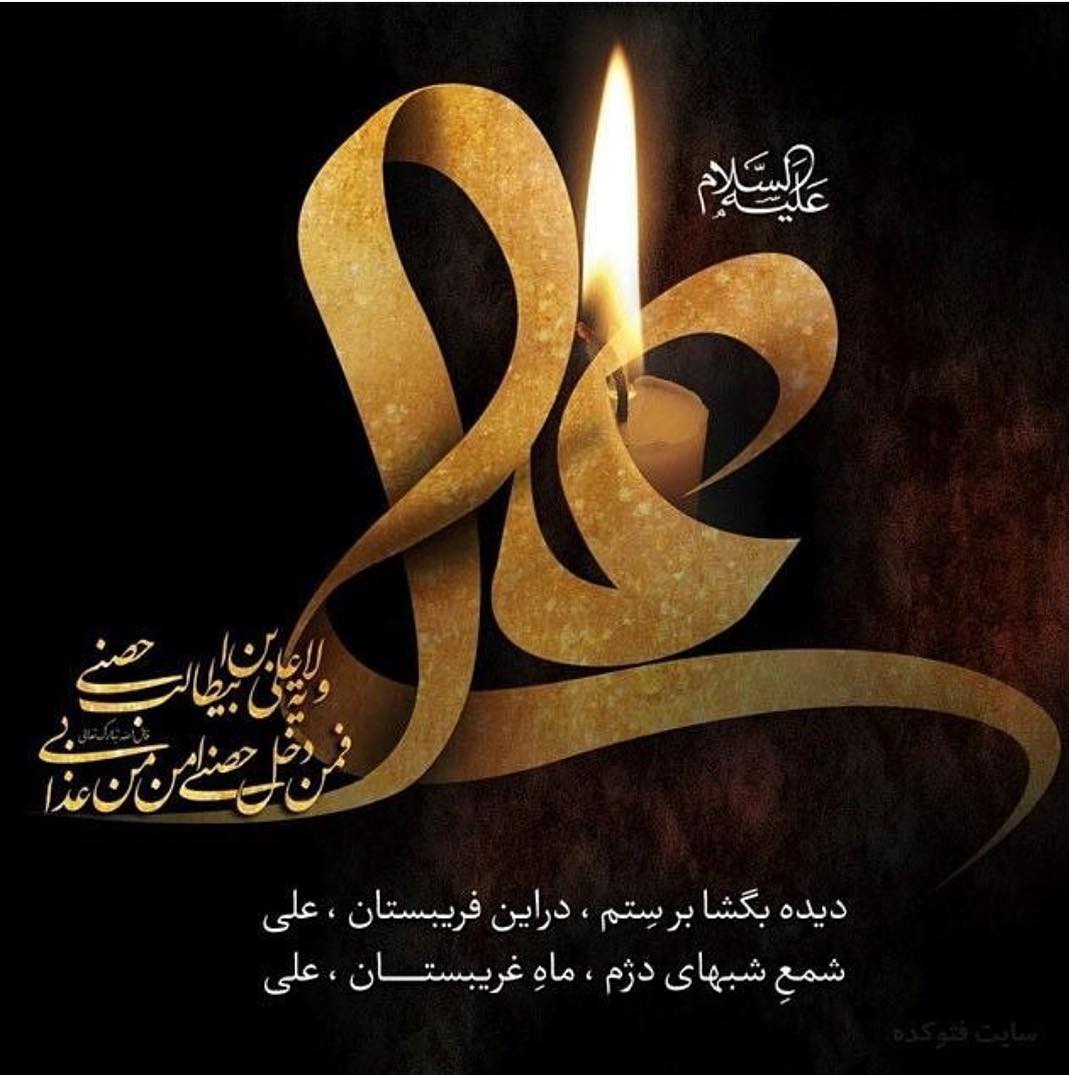 علی
علیه السلام
ولایة علی بن ابیطالب حصنی
قال الله تبارک و تعالی
فمن دخل حصنی امن من عذابی
دیده بگشا بر سِتم ، دراین فریبستان ، علی
شمعِ شبهای دژم ، ماهِ غریبستـــان ، علی
سایت فتوکده